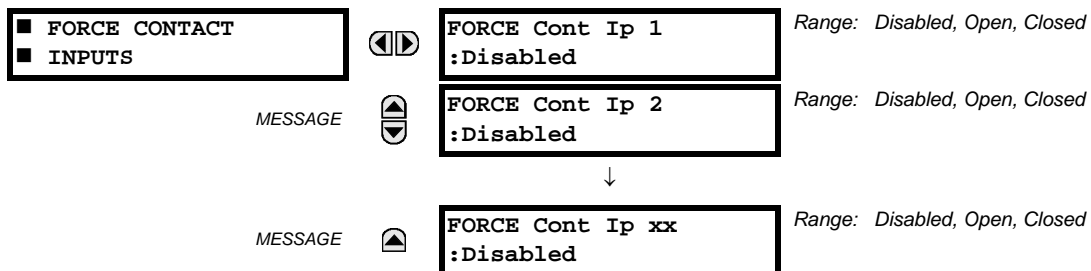 ■ FORCE CONTACT
■ INPUTS
FORCE Cont Ip 1
:Disabled
Range: Disabled, Open, Closed
MESSAGE
FORCE Cont Ip 2
:Disabled
Range: Disabled, Open, Closed
↓
MESSAGE
FORCE Cont Ip xx
:Disabled
Range: Disabled, Open, Closed